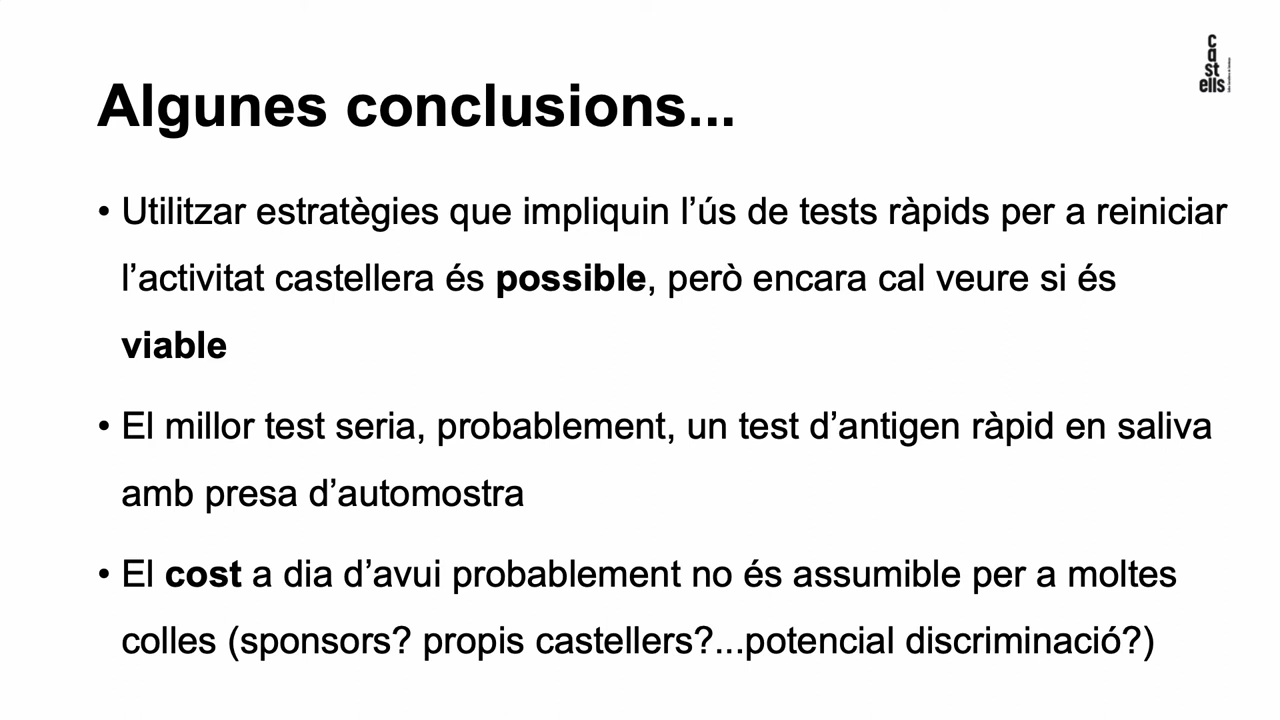 c
a
st
ells
Algunes conclusions...
• Utilitzar estratègies que impliquin l’ús de tests ràpids per a reiniciar
l’activitat castellera és possible, però encara cal veure si és
viable
• El millor test seria, probablement, un test d’antigen ràpid en saliva
amb presa d’automostra
• El cost a dia d’avui probablement no és assumible per a moltes
colles (sponsors? propis castellers?...potencial discriminació?)